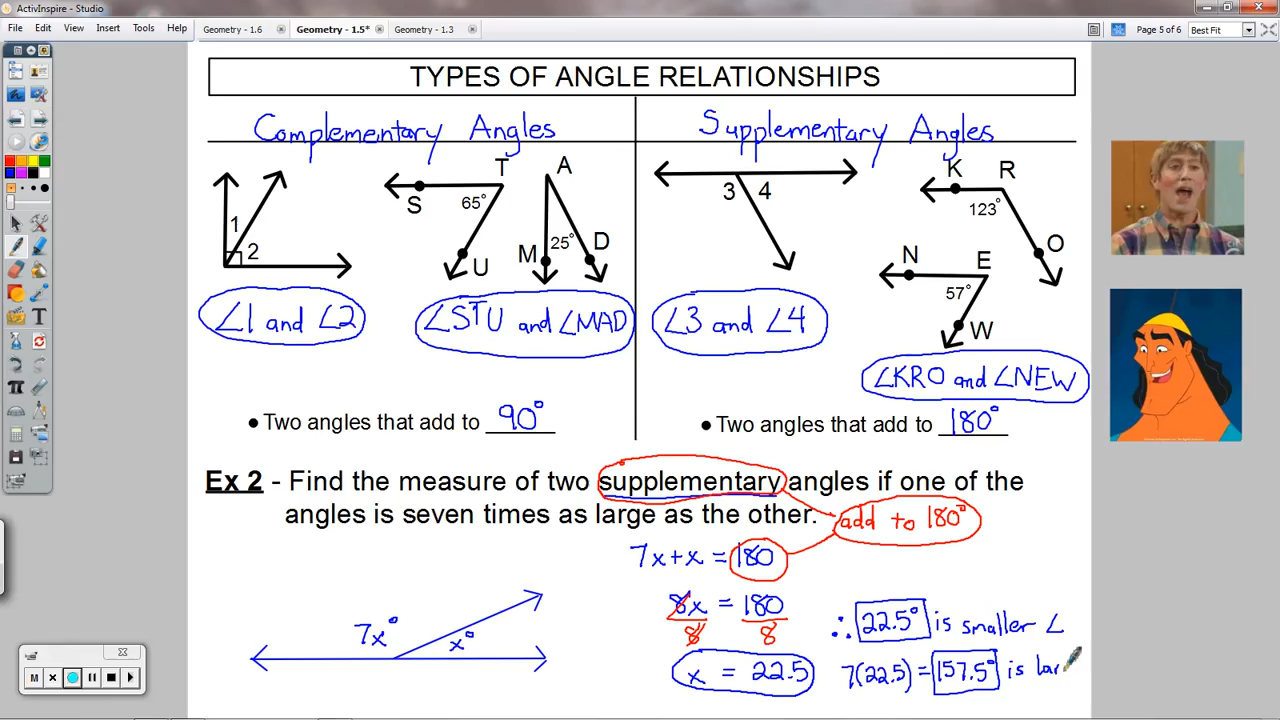 ActivInspire - Studio
File Edit View Insert Tools Help
Geometry - 1.6 Geometry - 1.5* Geometry - 1.3
Page 5 of 6 Best Fit
TYPES OF ANGLE RELATIONSHIPS
Complementary Angles
Supplementary Angles
1
2
T
S
65°
U
A
M
25°
D
3
4
K
R
123°
O
N
E
57°
W
∠1 and ∠2
∠STU and ∠MAD
∠3 and ∠4
∠KRO and ∠NEW
• Two angles that add to 90°
• Two angles that add to 180°
Ex 2 - Find the measure of two supplementary angles if one of the
angles is seven times as large as the other.
add to 180°
7x+x = 180
8x = 180
8 8
x = 22.5
7x° x°
∴ 22.5° is smaller ∠
7(22.5) = 157.5° is lar
M